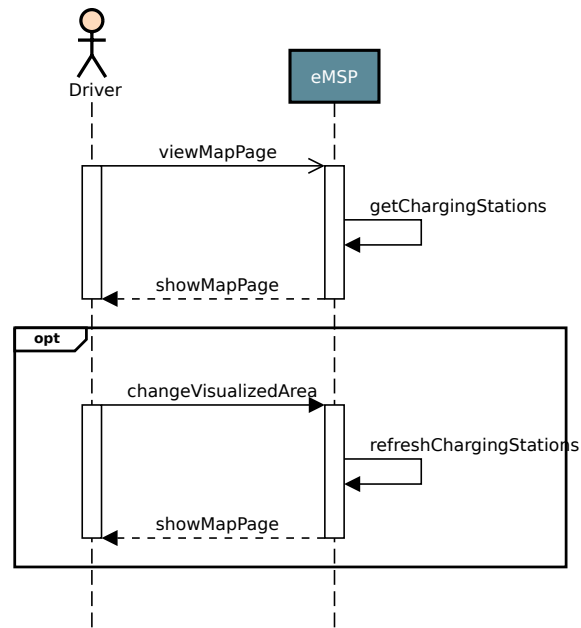 Driver
eMSP
viewMapPage
getChargingStations
showMapPage
opt
changeVisualizedArea
refreshChargingStations
showMapPage